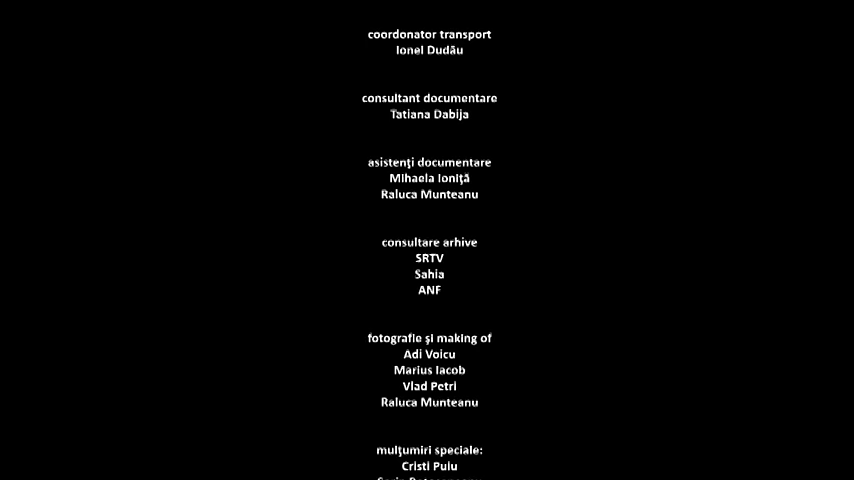 coordonator transport
Ionel Dudău
consultant documentare
Tatiana Dabija
asistenţi documentare
Mihaela Ioniţă
Raluca Munteanu
consultare arhive
SRTV
Sahia
ANF
fotografie şi making of
Adi Voicu
Marius Iacob
Vlad Petri
Raluca Munteanu
mulţumiri speciale:
Cristi Puiu